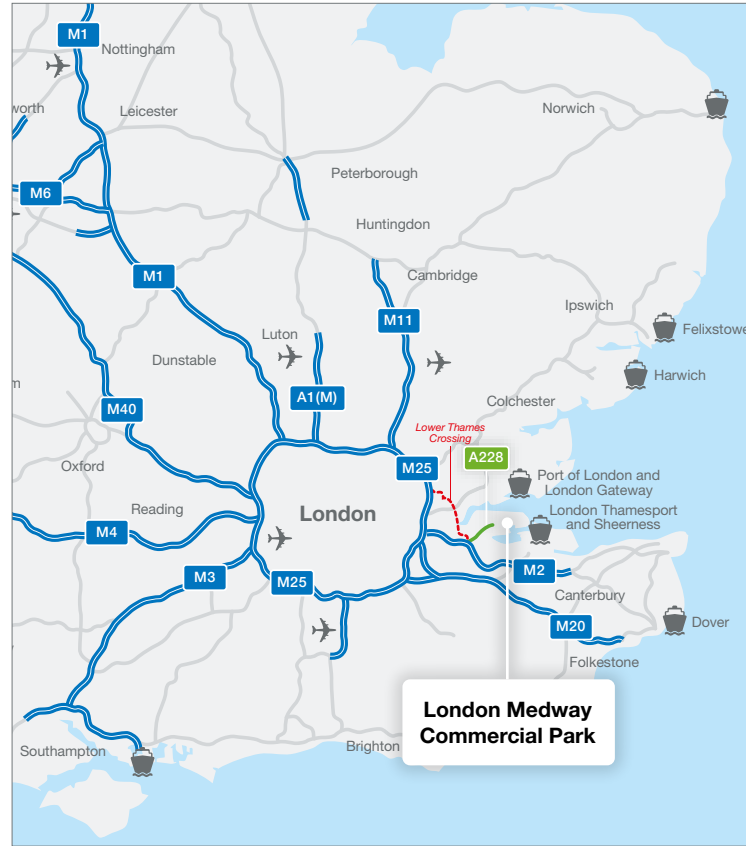 M1
Nottingham
worth
Leicester
Norwich
Peterborough
M6
Huntingdon
M1
Cambridge
Ipswich
M11
Felixstowe
Luton
Dunstable
Harwich
m
A1(M)
M40
Colchester
Lower Thames
Crossing
A228
Oxford
M25
Port of London and
London Gateway
Reading
London
London Thamesport
and Sheerness
M4
M3
M25
M2
Canterbury
M20
Dover
Folkestone
London Medway
Commercial Park
Southampton
Brighton